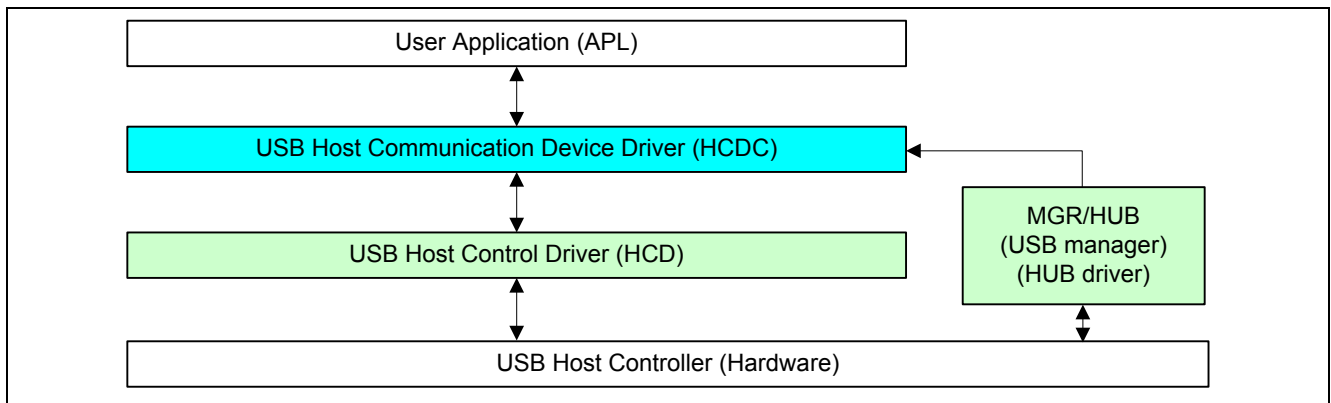 User Application (APL)
USB Host Communication Device Driver (HCDC)
MGR/HUB
(USB manager)
(HUB driver)
USB Host Control Driver (HCD)
USB Host Controller (Hardware)